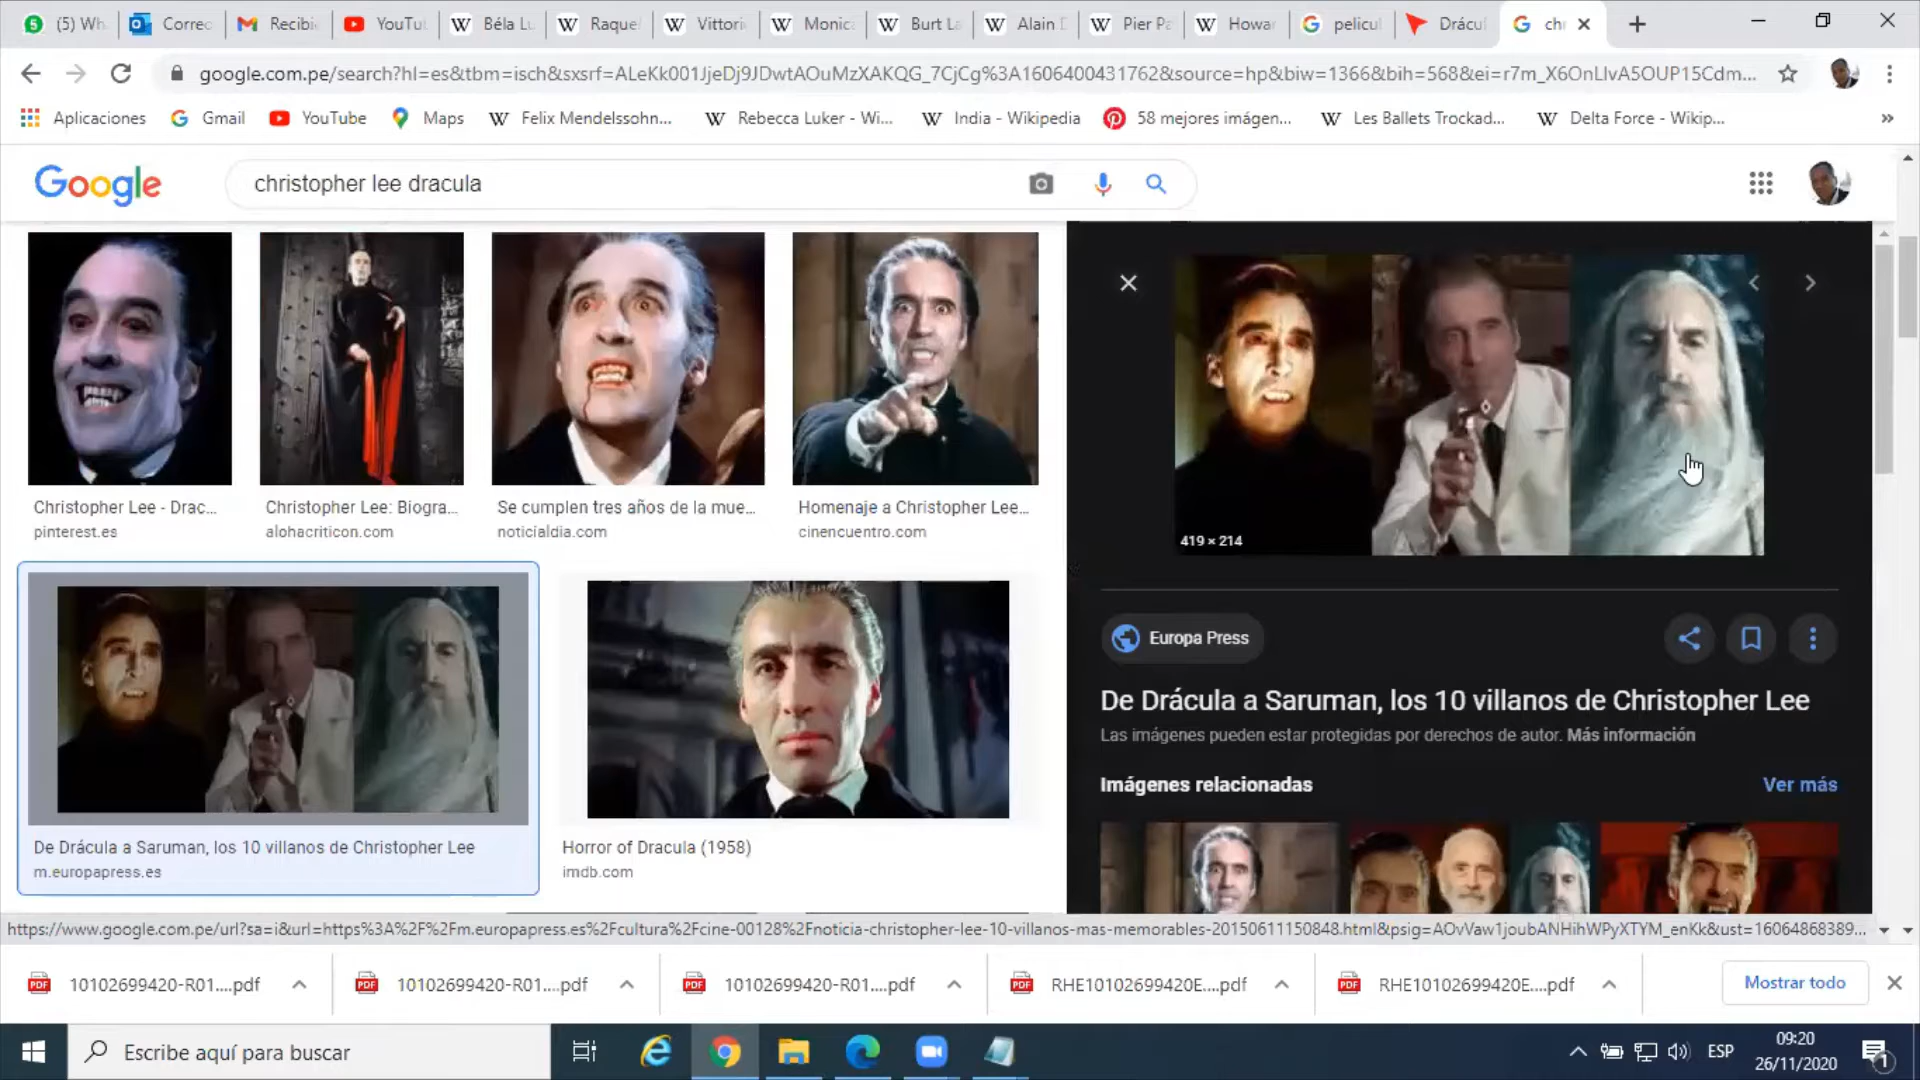 (5) Wh
Correo
Recibi
YouTu
Béla Lu
Raque
Vittori
Monica
Burt La
Alain D
Pier Pa
Howar
pelicul
Drácul
chr
google.com.pe/search?hl=es&tbm=isch&sxsrf=ALeKk001JjeDj9JDwtAOuMzXAKQG_7CjCg%3A1606400431762&source=hp&biw=1366&bih=568&ei=r7m_X6OnLIvA5OUP15Cdm...
Aplicaciones
Gmail
YouTube
Maps
Felix Mendelssohn...
Rebecca Luker - Wi...
India - Wikipedia
58 mejores imágen...
Les Ballets Trockad...
Delta Force - Wikip...
Google
christopher lee dracula
Christopher Lee - Drac...
pinterest.es
Christopher Lee: Biogra...
alohacriticon.com
Se cumplen tres años de la mue...
noticialdia.com
Homenaje a Christopher Lee...
cinencuentro.com
De Drácula a Saruman, los 10 villanos de Christopher Lee
m.europapress.es
Horror of Dracula (1958)
imdb.com
419 × 214
Europa Press
De Drácula a Saruman, los 10 villanos de Christopher Lee
Las imágenes pueden estar protegidas por derechos de autor. Más información
Imágenes relacionadas
Ver más
https://www.google.com.pe/url?sa=i&url=https%3A%2F%2Fm.europapress.es%2Fcultura%2Fcine-00128%2Fnoticia-christopher-lee-10-villanos-mas-memorables-20150611150848.html&psig=AOvVaw1joubANHihWPyXTYM_enKk&ust=16064868389...
10102699420-R01....pdf
10102699420-R01....pdf
10102699420-R01....pdf
RHE10102699420E....pdf
RHE10102699420E....pdf
Mostrar todo
Escribe aquí para buscar
ESP
09:20
26/11/2020
1